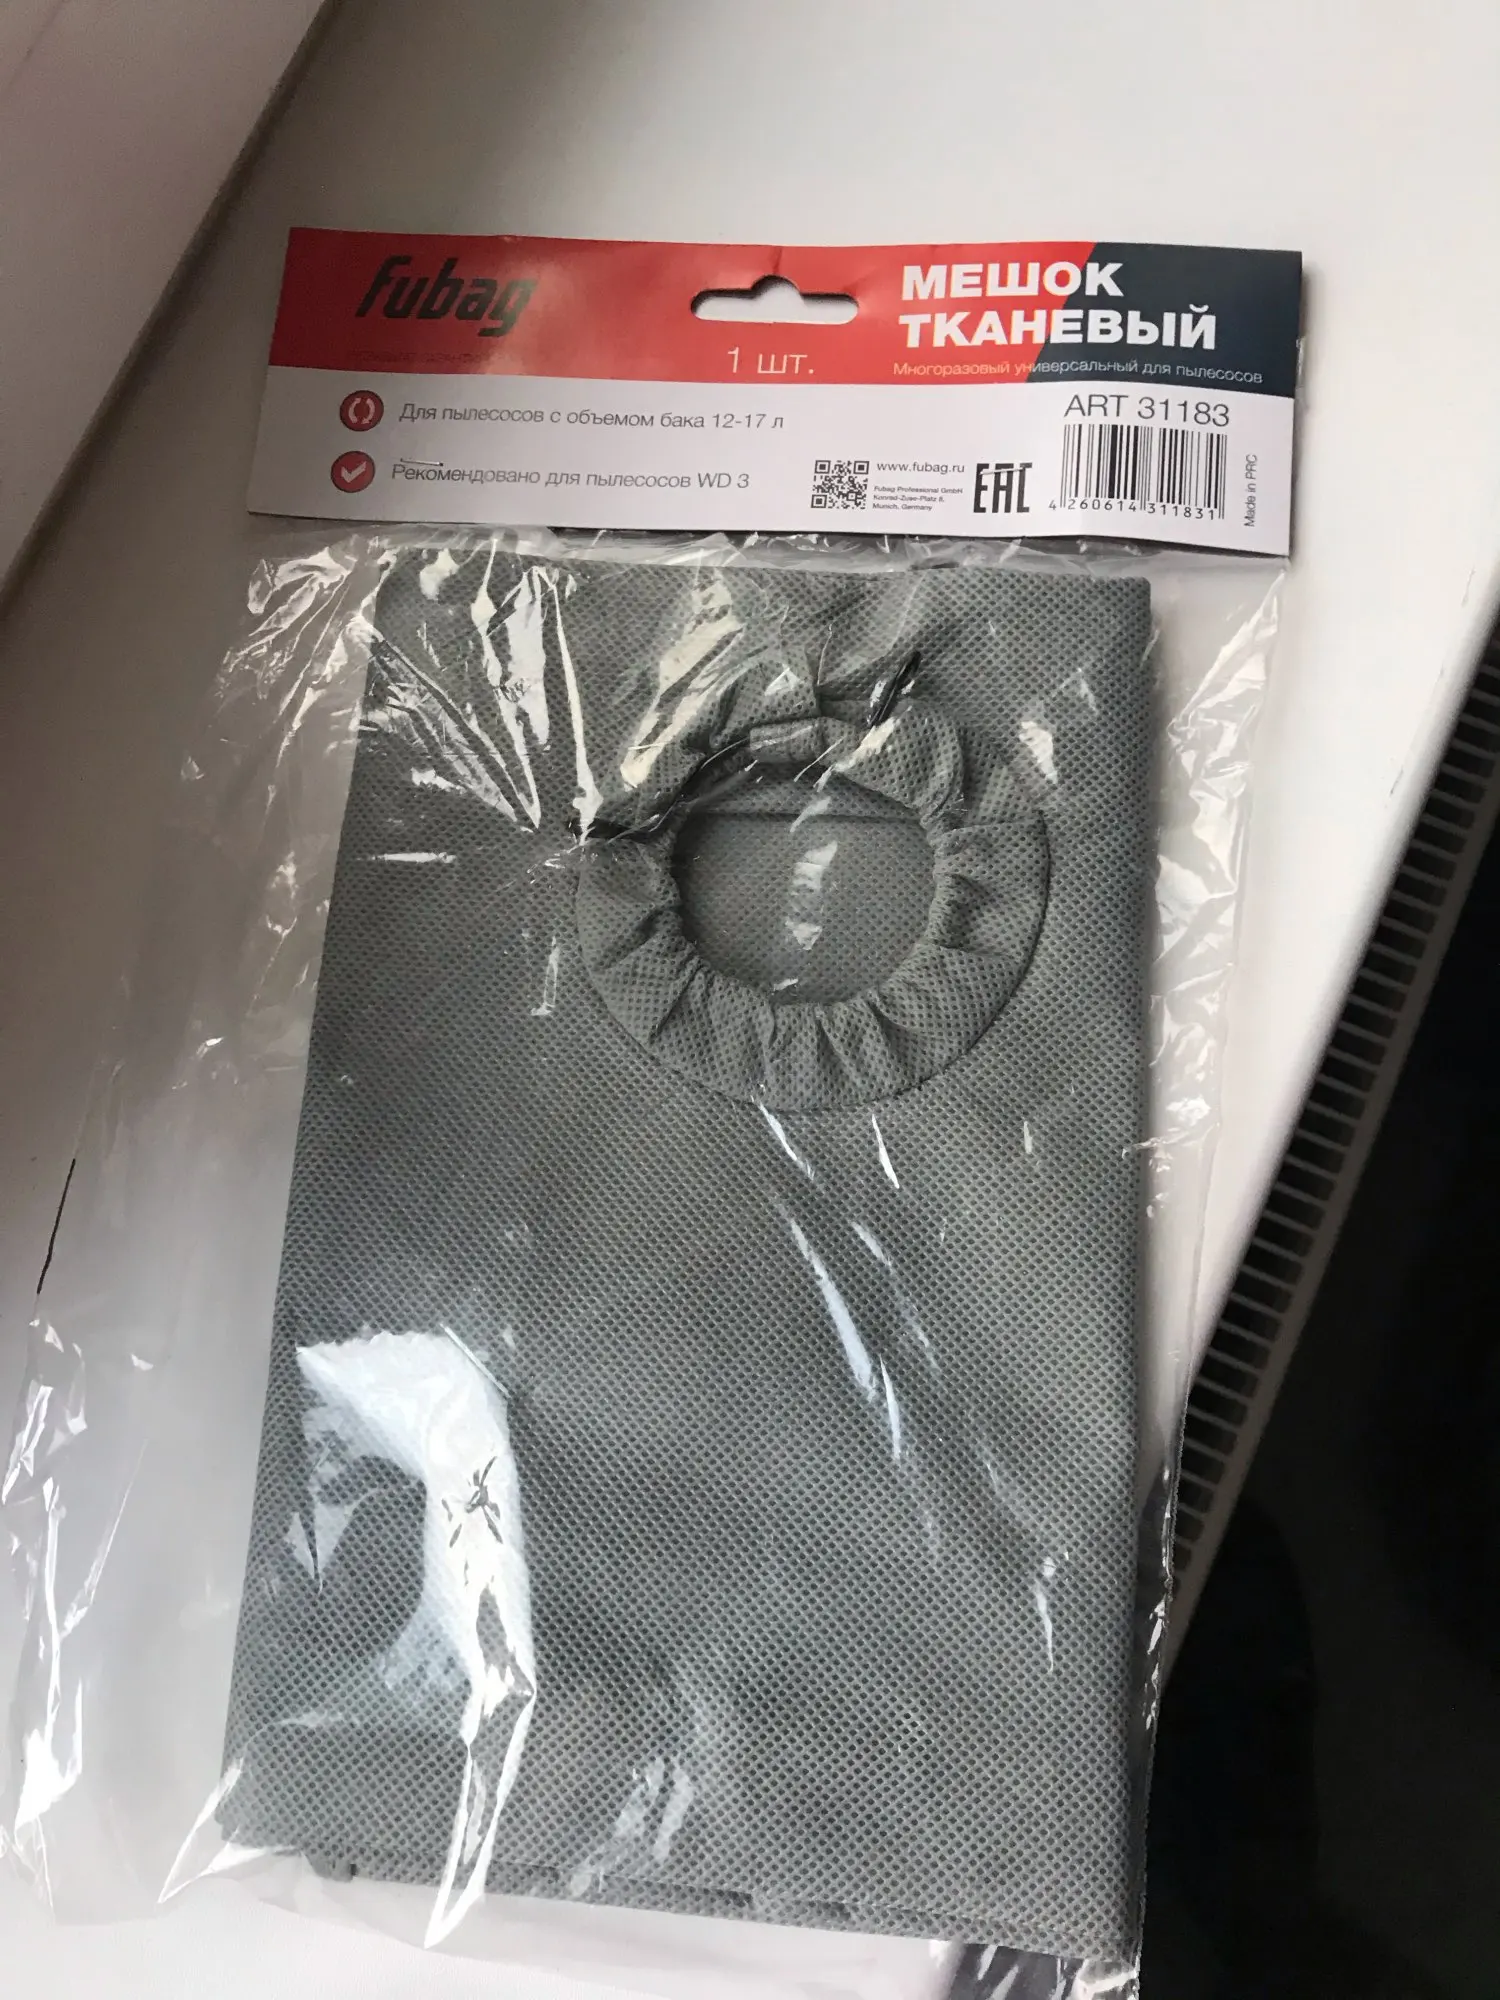 Fubag
МЕШОК
ТКАНЕВЫЙ
1 шт.
Многоразовый универсальный для пылесосов
Для пылесосов с объемом бака 12-17 л
Рекомендовано для пылесосов WD 3
www.fubag.ru
Fubag Professional GmbH
Konrad-Zuse-Platz 8,
Munich, Germany
EAC
ART 31183
4 260614 311831
Made in PRC